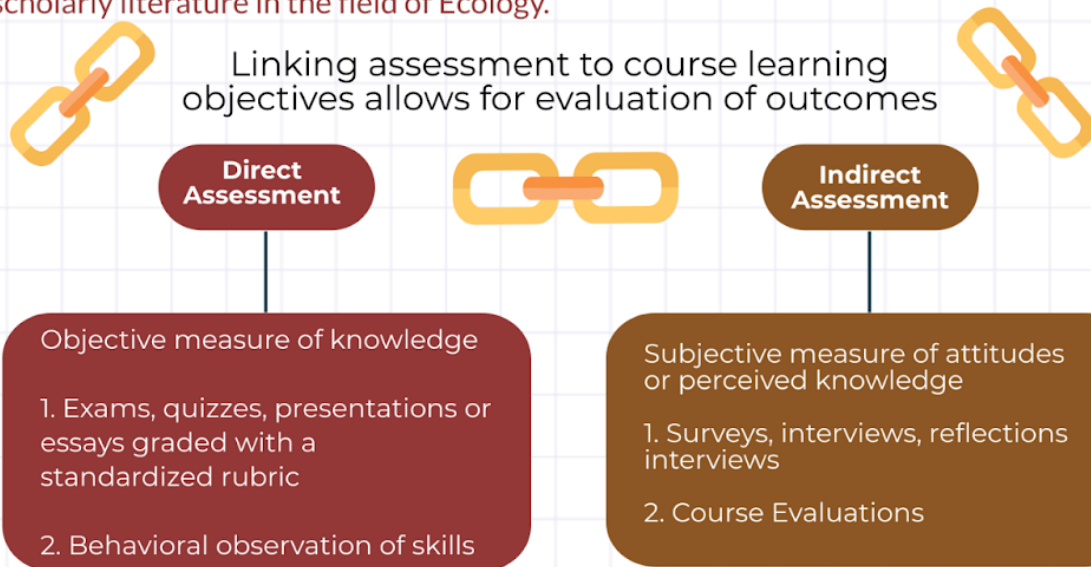 scholarly literature in the field of Ecology.
Linking assessment to course learning
objectives allows for evaluation of outcomes
Direct
Assessment
Indirect
Assessment
Objective measure of knowledge
1. Exams, quizzes, presentations or
essays graded with a
standardized rubric
2. Behavioral observation of skills
Subjective measure of attitudes
or perceived knowledge
1. Surveys, interviews, reflections
interviews
2. Course Evaluations